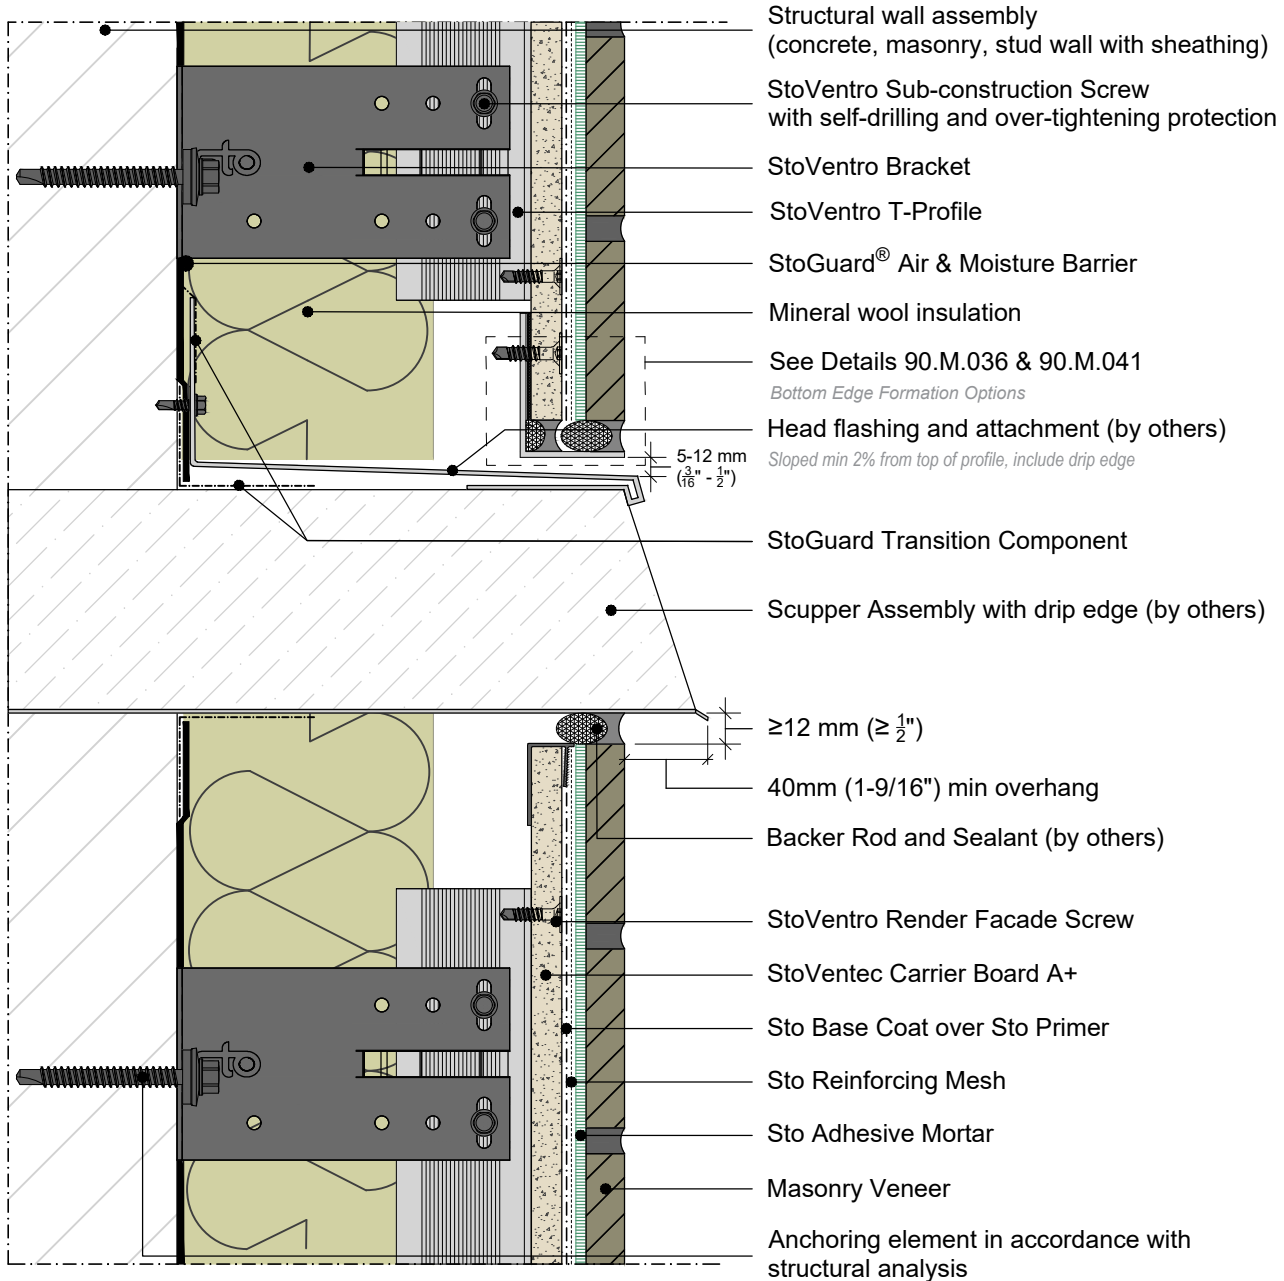 Structural wall assembly
(concrete, masonry, stud wall with sheathing)
StoVentro Sub-construction Screw
with self-drilling and over-tightening protection
StoVentro Bracket
StoVentro T-Profile
StoGuard® Air & Moisture Barrier
Mineral wool insulation
See Details 90.M.036 & 90.M.041
Bottom Edge Formation Options
Head flashing and attachment (by others)
Sloped min 2% from top of profile, include drip edge
5-12 mm
(3/16" - 1/2")
StoGuard Transition Component
Scupper Assembly with drip edge (by others)
≥12 mm (≥ 1/2")
40mm (1-9/16") min overhang
Backer Rod and Sealant (by others)
StoVentro Render Facade Screw
StoVentec Carrier Board A+
Sto Base Coat over Sto Primer
Sto Reinforcing Mesh
Sto Adhesive Mortar
Masonry Veneer
Anchoring element in accordance with
structural analysis